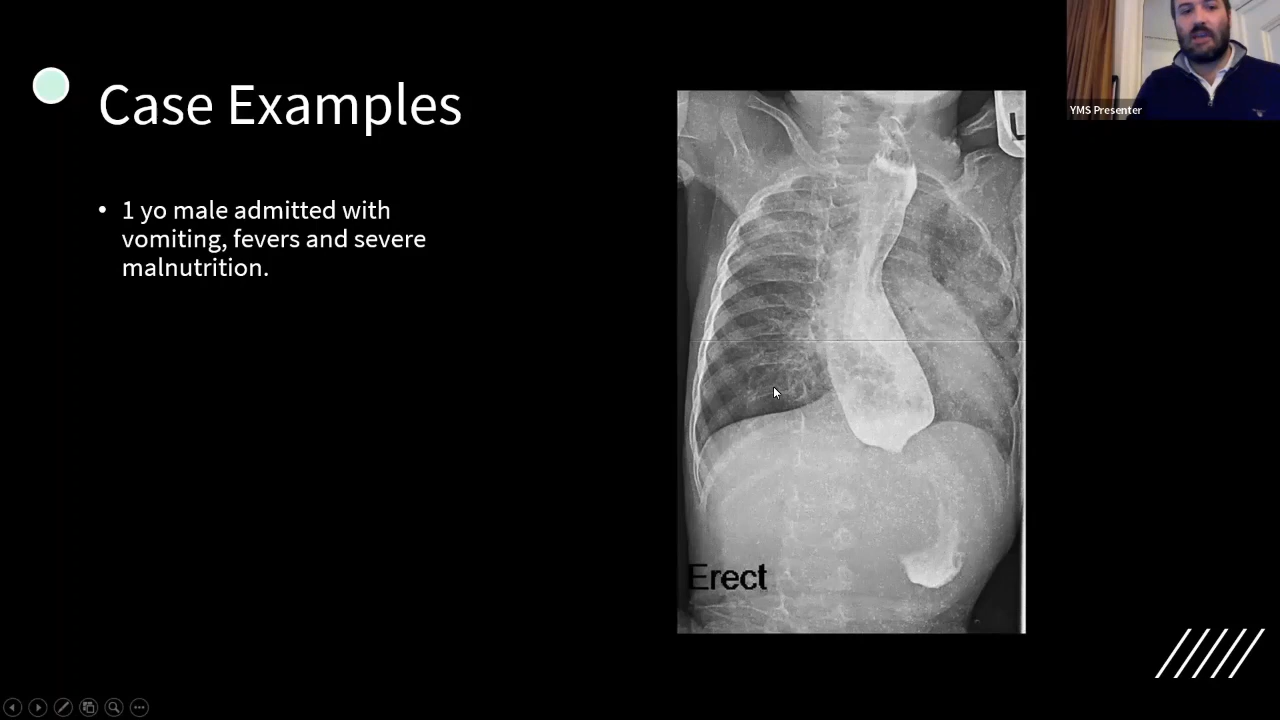 YMS Presenter
Case Examples
• 1 yo male admitted with
vomiting, fevers and severe
malnutrition.
L
Erect